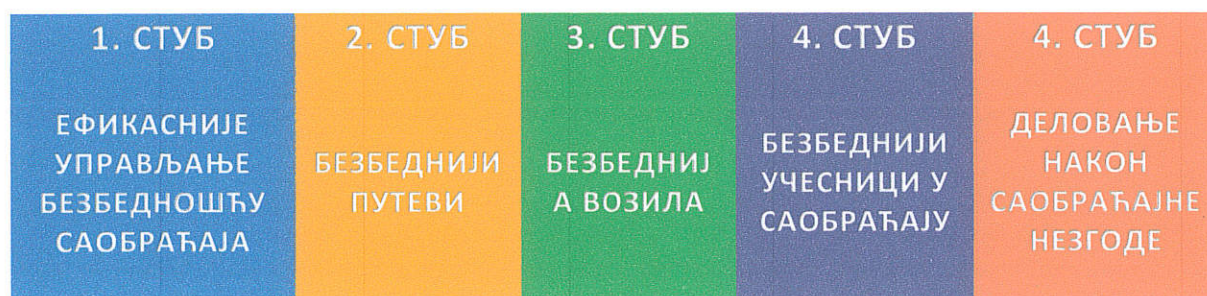 1. СТУБ
ЕФИКАСНИЈЕ
УПРАВЉАЊЕ
БЕЗБЕДНОШЋУ
САОБРАЋАЈА
2. СТУБ
БЕЗБЕДНИЈИ
ПУТЕВИ
3. СТУБ
БЕЗБЕДНИЈ
А ВОЗИЛА
4. СТУБ
БЕЗБЕДНИЈИ
УЧЕСНИЦИ У
САОБРАЋАЈУ
4. СТУБ
ДЕЛОВАЊЕ
НАКОН
САОБРАЋАЈНЕ
НЕЗГОДЕ